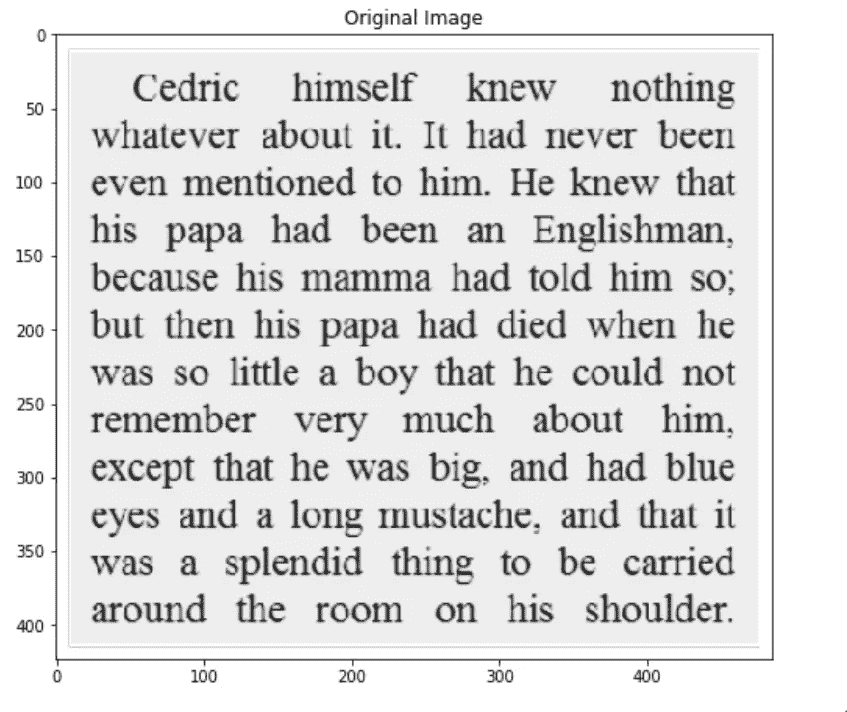 Original Image
0
50
100
150
200
250
300
350
400
Cedric himself knew nothing
whatever about it. It had never been
even mentioned to him. He knew that
his papa had been an Englishman,
because his mamma had told him so;
but then his papa had died when he
was so little a boy that he could not
remember very much about him,
except that he was big, and had blue
eyes and a long mustache, and that it
was a splendid thing to be carried
around the room on his shoulder.
0 100 200 300 400